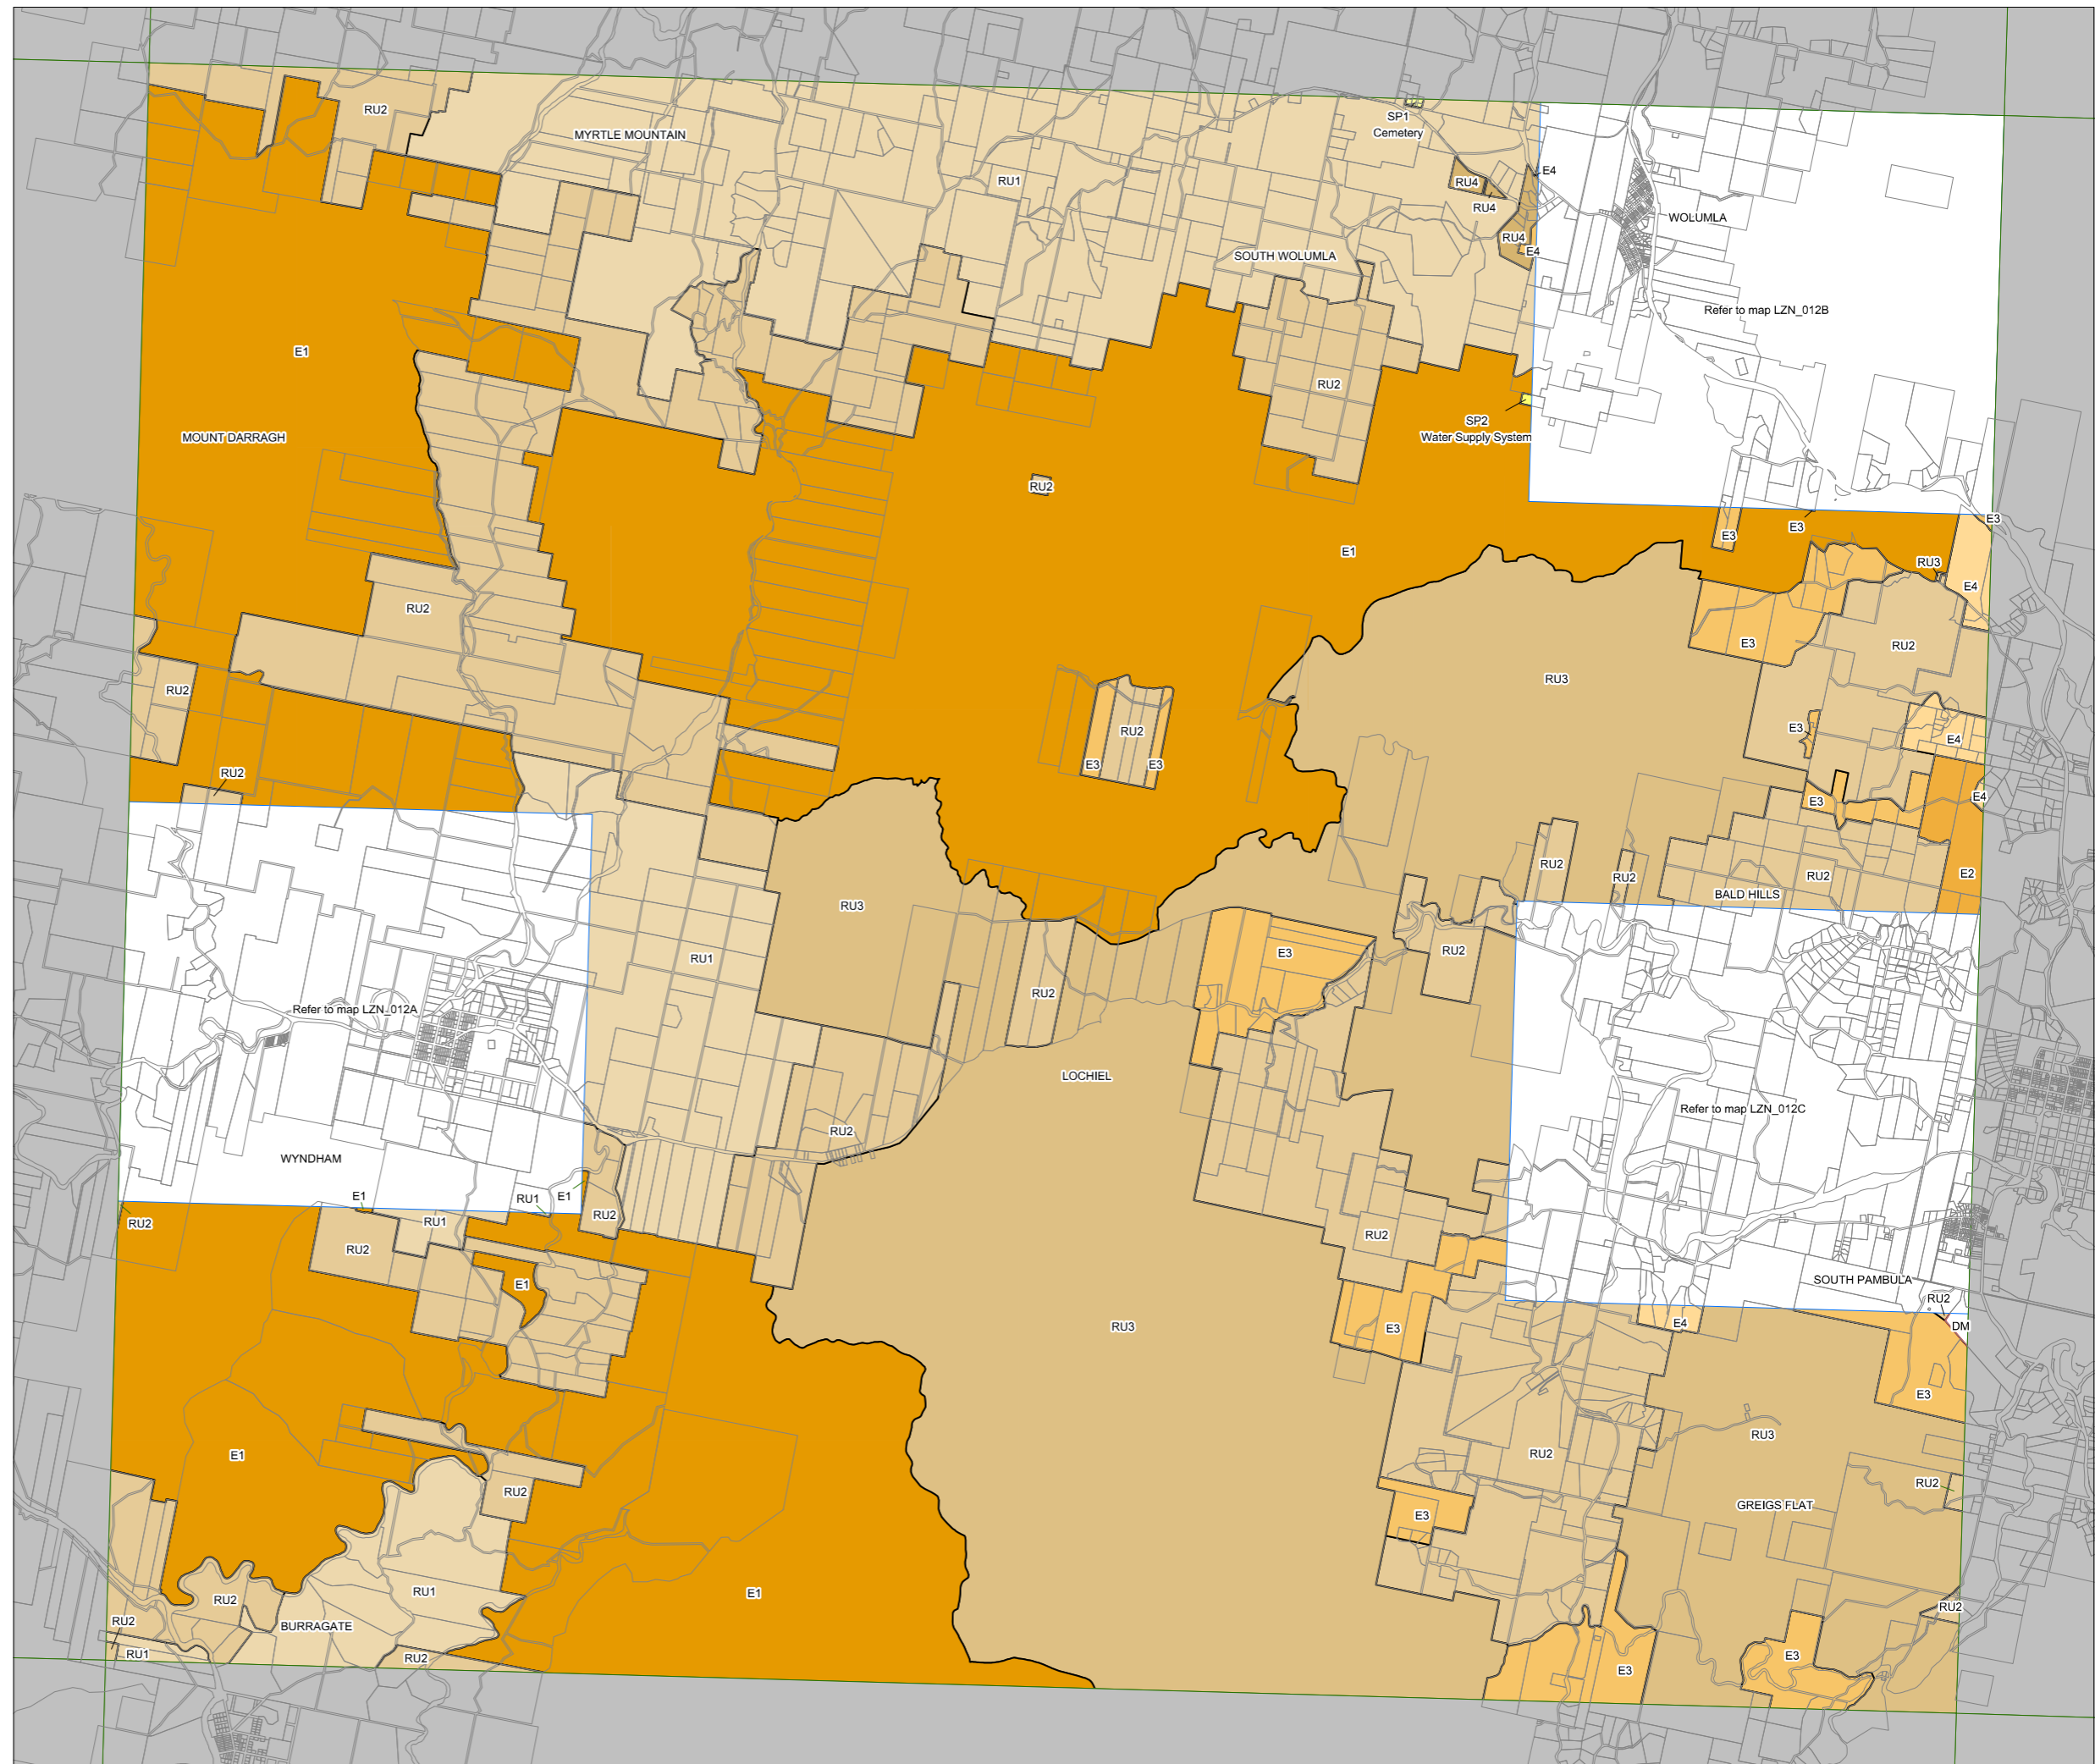 RU2
MYRTLE MOUNTAIN
SP1
Cemetery
E4
RU1
RU4
RU4
WOLUMLA
RU4
E4
SOUTH WOLUMLA
Refer to map LZN_012B
E1
RU2
SP2
Water Supply System
MOUNT DARRAGH
RU2
E3
E3
E3
E1
RU3
E4
RU2
E3
RU2
RU3
RU2
RU2
E3
E4
E3
E3
RU2
E4
E3
RU2
RU2
E2
RU2
RU2
BALD HILLS
RU3
RU2
E3
RU1
RU2
Refer to map LZN_012A
LOCHIEL
Refer to map LZN_012C
RU2
WYNDHAM
E1
RU1
E1
RU2
RU2
RU1
RU2
RU2
E1
SOUTH PAMBULA
RU2
E4
DM
RU3
E3
E3
RU3
E1
RU2
RU2
RU2
GREIGS FLAT
E3
RU1
E1
RU2
RU2
RU2
BURRAGATE
RU1
RU2
E3
E3